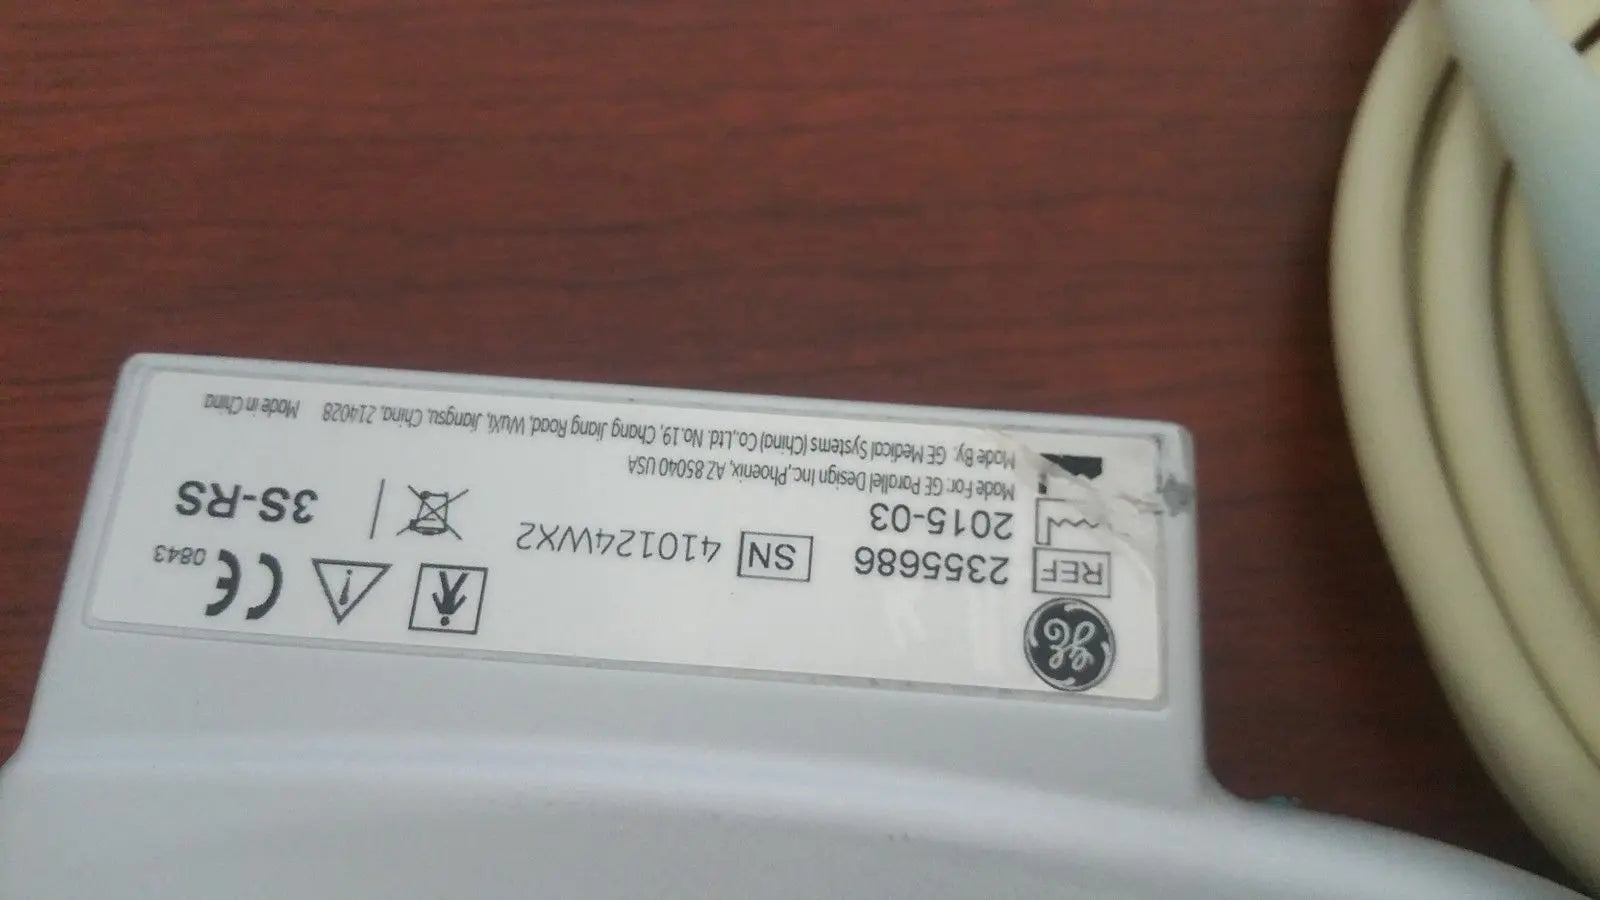 GE
CE 0843
REF 2355686 SN 410124WX2
2015-03 3S-RS
Made For: GE Parallel Design Inc., Phoenix, AZ 85040 USA
Made By: GE Medical Systems (China) Co., Ltd. No.19, Chang Jiang Road, WuXi, Jiangsu, China, 214028 Made in China